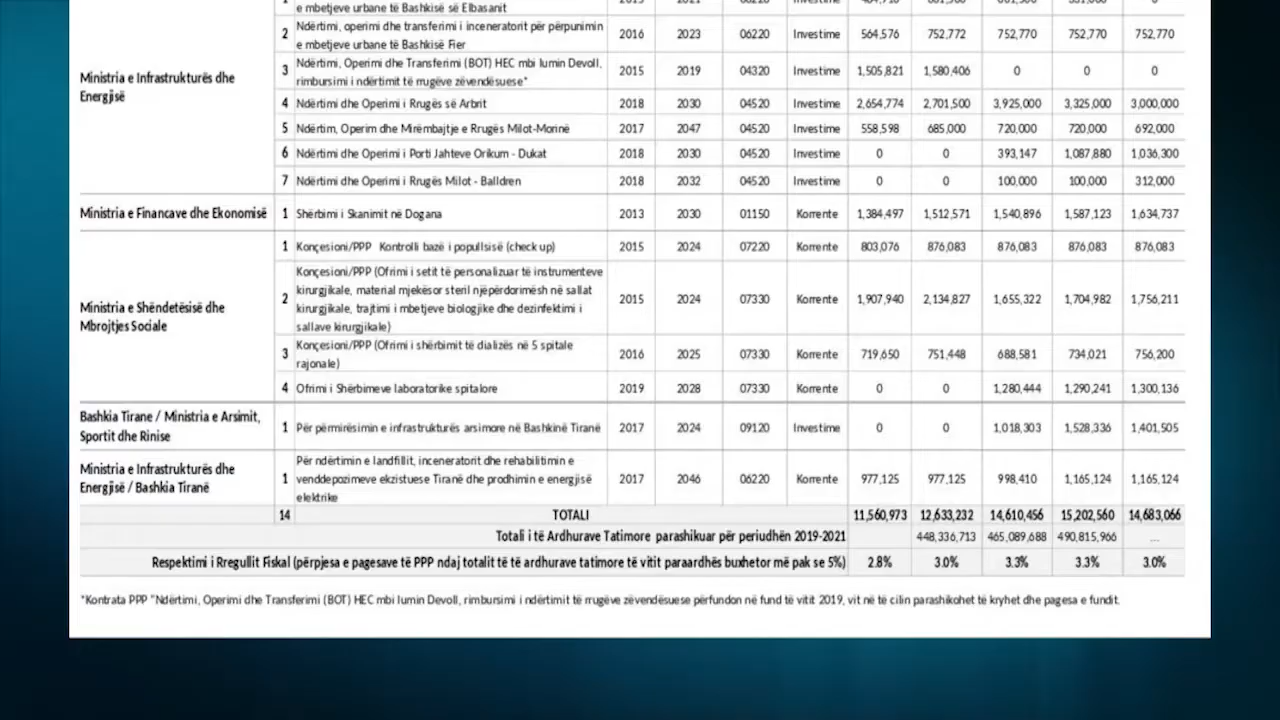 e mbetjeve urbane të Bashkisë së Elbasanit
2 Ndërtimi, operimi dhe transferimi i inceneratorit për përpunimin
e mbetjeve urbane të Bashkisë Fier 2016 2023 06220 Investime 564,576 752,772 752,770 752,770 752,770
Ministria e Infrastrukturës dhe
Energjisë
3 Ndërtimi, Operimi dhe Transferimi (BOT) HEC mbi lumin Devoll,
rimbursimi i ndërtimit të rrugëve zëvendësuese* 2015 2019 04320 Investime 1,505,821 1,580,406 0 0 0
4 Ndërtimi dhe Operimi i Rrugës së Arbrit 2018 2030 04520 Investime 2,654,774 2,701,500 3,925,000 3,325,000 3,000,000
5 Ndërtim, Operim dhe Mirëmbajtje e Rrugës Milot-Morinë 2017 2047 04520 Investime 558,598 685,000 720,000 720,000 692,000
6 Ndërtimi dhe Operimi i Porti Jahteve Orikum - Dukat 2018 2030 04520 Investime 0 0 393,147 1,087,880 1,036,300
7 Ndërtimi dhe Operimi i Rrugës Milot - Balldren 2018 2032 04520 Investime 0 0 100,000 100,000 312,000
Ministria e Financave dhe Ekonomisë 1 Shërbimi i Skanimit në Dogana 2013 2030 01150 Korrente 1,384,497 1,512,571 1,540,896 1,587,123 1,634,737
Ministria e Shëndetësisë dhe
Mbrojtjes Sociale
1 Konçesioni/PPP Kontrolli bazë i popullsisë (check up) 2015 2024 07220 Korrente 803,076 876,083 876,083 876,083 876,083
2 Konçesioni/PPP (Ofrimi i setit të personalizuar të instrumenteve
kirurgjikale, material mjekësor steril njëpërdorimësh në sallat
kirurgjikale, trajtimi i mbetjeve biologjike dhe dezinfektimi i
sallave kirurgjikale) 2015 2024 07330 Korrente 1,907,940 2,134,827 1,655,322 1,704,982 1,756,211
3 Konçesioni/PPP (Ofrimi i shërbimit të dializës në 5 spitale
rajonale) 2016 2025 07330 Korrente 719,650 751,448 688,581 734,021 756,200
4 Ofrimi i Shërbimeve laboratorike spitalore 2019 2028 07330 Korrente 0 0 1,280,444 1,290,241 1,300,136
Bashkia Tirane / Ministria e Arsimit,
Sportit dhe Rinise
1 Për përmirësimin e infrastrukturës arsimore në Bashkinë Tiranë 2017 2024 09120 Investime 0 0 1,018,303 1,528,336 1,401,505
Ministria e Infrastrukturës dhe
Energjisë / Bashkia Tiranë
1 Për ndërtimin e landfillit, inceneratorit dhe rehabilitimin e
venddepozimeve ekzistuese Tiranë dhe prodhimin e energjisë
elektrike 2017 2046 06220 Korrente 977,125 977,125 998,410 1,165,124 1,165,124
14 TOTALI 11,560,973 12,633,232 14,610,456 15,202,560 14,683,066
Totali i të Ardhurave Tatimore parashikuar për periudhën 2019-2021 448,336,713 465,089,688 490,815,966 ...
Respektimi i Rregullit Fiskal (përpjesa e pagesave të PPP ndaj totalit të të ardhurave tatimore të vitit paraardhës buxhetor më pak se 5%) 2.8% 3.0% 3.3% 3.3% 3.0%
*Kontrata PPP "Ndërtimi, Operimi dhe Transferimi (BOT) HEC mbi lumin Devoll, rimbursimi i ndërtimit të rrugëve zëvendësuese përfundon në fund të vitit 2019, vit në të cilin parashikohet të kryhet dhe pagesa e fundit.